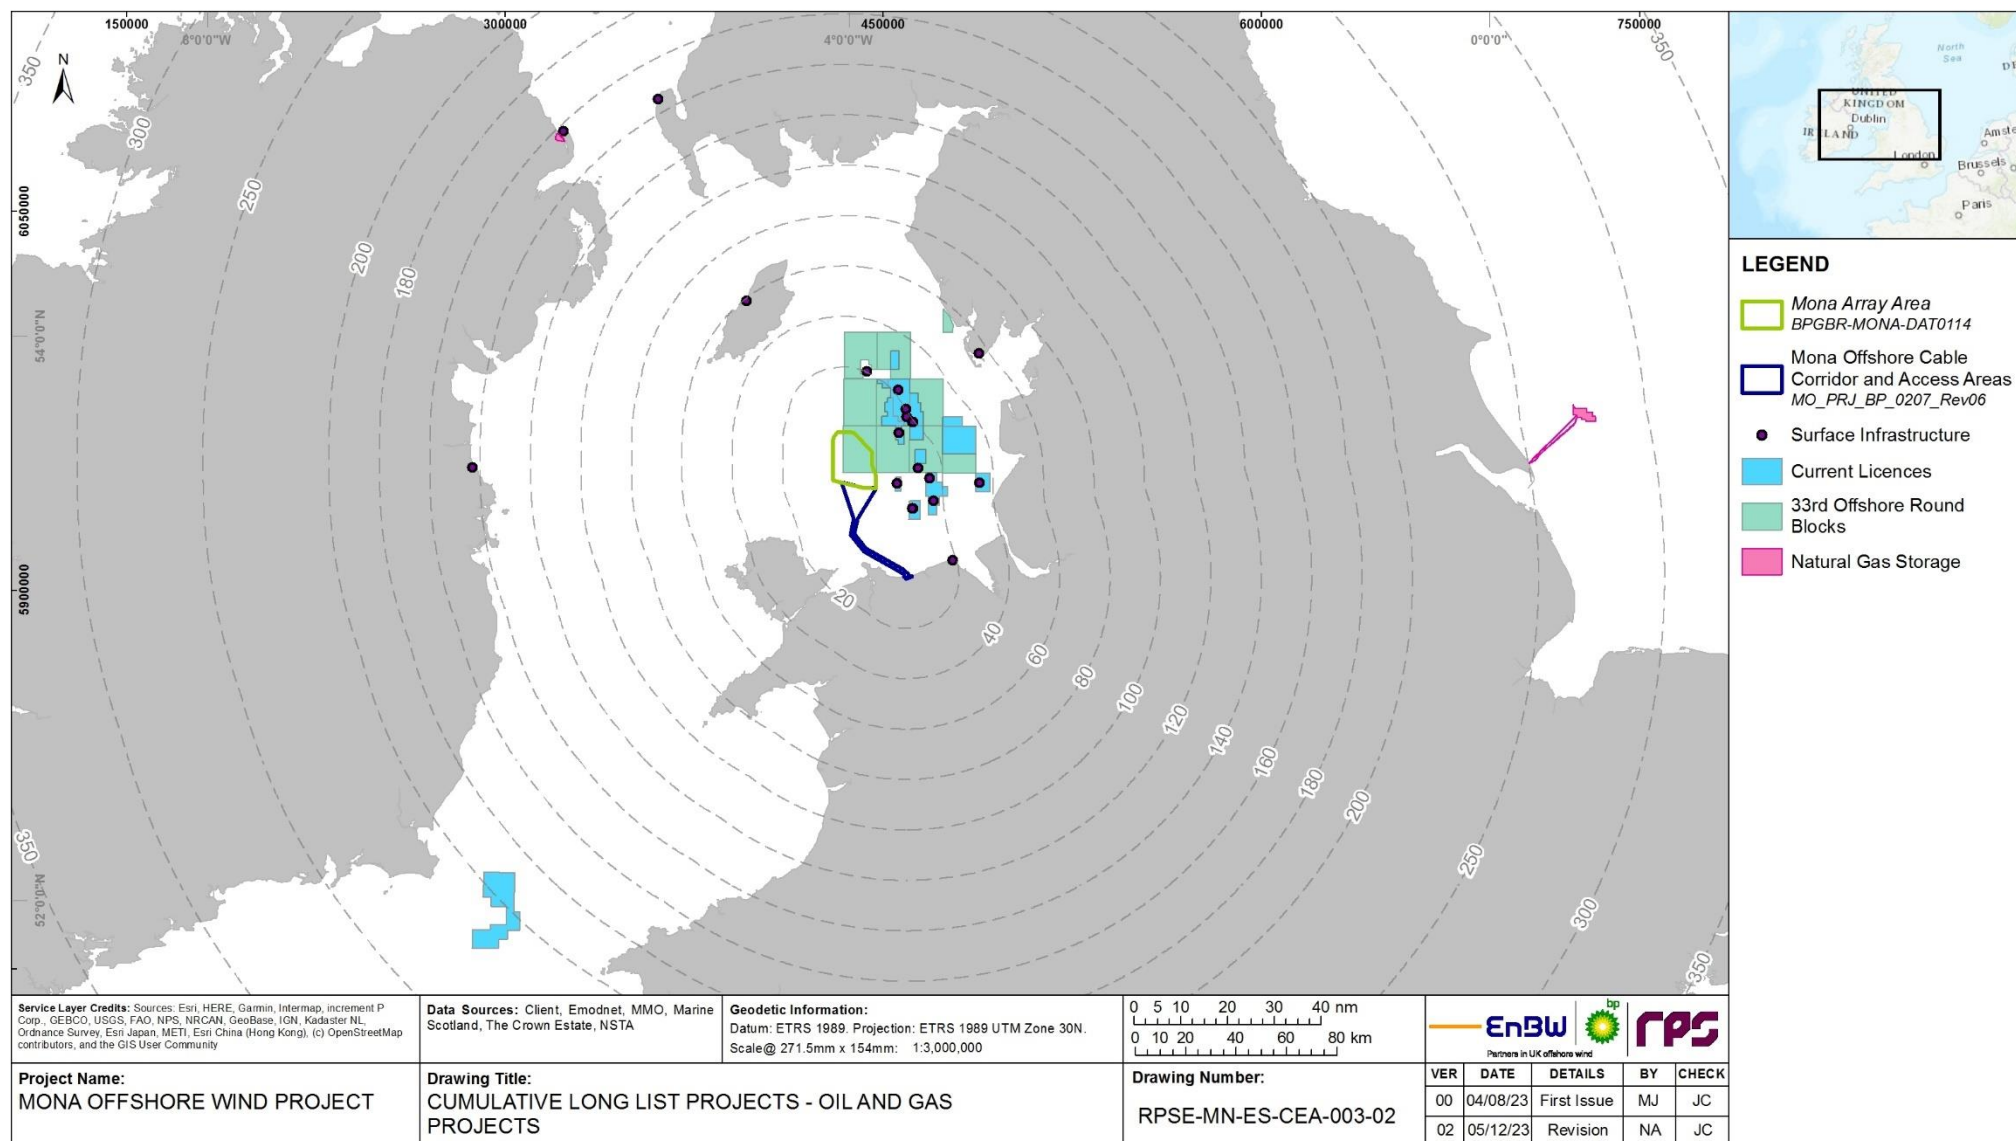 150000
300000
450000
600000
750000
8°0'0"W
4°0'0"W
0°0'0"
N
350
300
250
200
180
350
6050000
54°0'0"N
5900000
52°0'0"N
350
20
40
60
80
100
120
140
160
180
200
250
300
350
North
Sea
UNITED
KINGDOM
Dublin
IRELAND
London
Amste
Brussels
Paris
LEGEND
Mona Array Area
BPGBR-MONA-DAT0114
Mona Offshore Cable
Corridor and Access Areas
MO_PRJ_BP_0207_Rev06
Surface Infrastructure
Current Licences
33rd Offshore Round
Blocks
Natural Gas Storage
Service Layer Credits: Sources: Esri, HERE, Garmin, Intermap, increment P
Corp., GEBCO, USGS, FAO, NPS, NRCAN, GeoBase, IGN, Kadaster NL,
Ordnance Survey, Esri Japan, METI, Esri China (Hong Kong), (c) OpenStreetMap
contributors, and the GIS User Community
Data Sources: Client, Emodnet, MMO, Marine
Scotland, The Crown Estate, NSTA
Geodetic Information:
Datum: ETRS 1989. Projection: ETRS 1989 UTM Zone 30N.
Scale@ 271.5mm x 154mm: 1:3,000,000
0 5 10 20 30 40 nm
0 10 20 40 60 80 km
EnBW
bp
rps
Partners in UK offshore wind
Project Name:
MONA OFFSHORE WIND PROJECT
Drawing Title:
CUMULATIVE LONG LIST PROJECTS - OIL AND GAS
PROJECTS
Drawing Number:
RPSE-MN-ES-CEA-003-02
VER DATE DETAILS BY CHECK
00 04/08/23 First Issue MJ JC
02 05/12/23 Revision NA JC